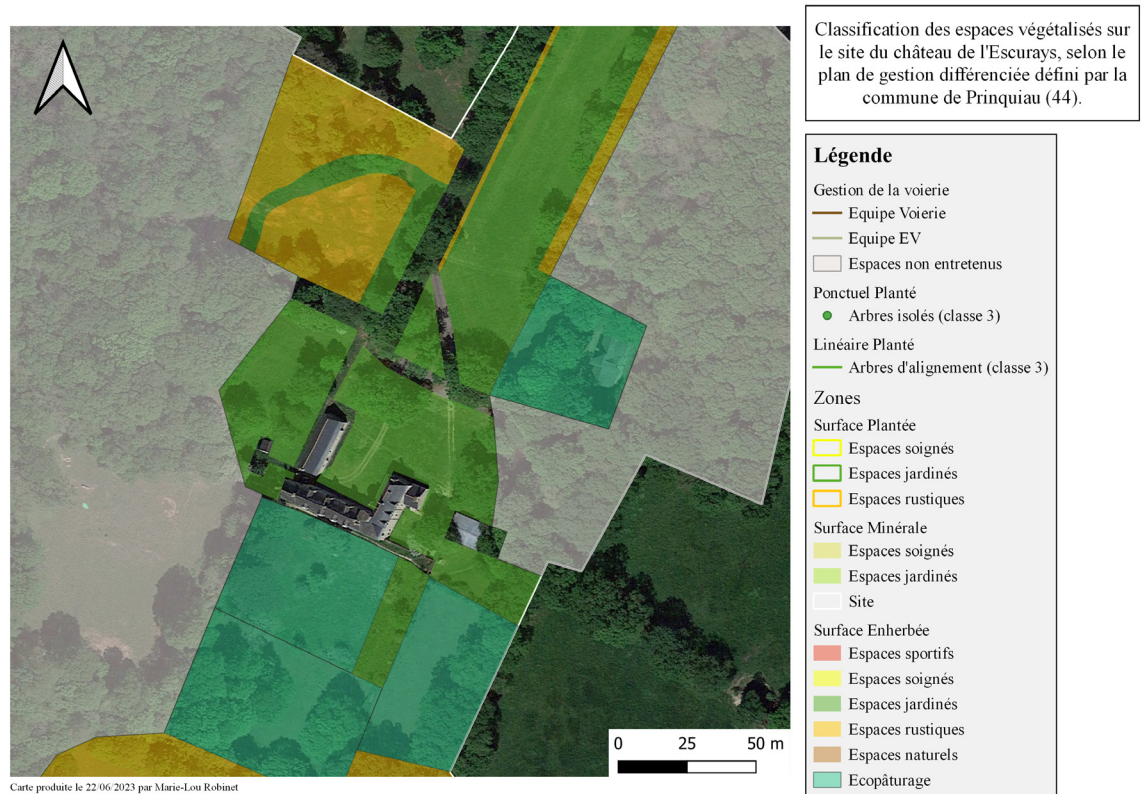 Classification des espaces végétalisés sur
le site du château de l'Escurays, selon le
plan de gestion différenciée défini par la
commune de Prinquiau (44).
Légende
Gestion de la voierie
Equipe Voierie
Equipe EV
Espaces non entretenus
Ponctuel Planté
Arbres isolés (classe 3)
Linéaire Planté
Arbres d'alignement (classe 3)
Zones
Surface Plantée
Espaces soignés
Espaces jardinés
Espaces rustiques
Surface Minérale
Espaces soignés
Espaces jardinés
Site
Surface Enherbée
Espaces sportifs
Espaces soignés
Espaces jardinés
Espaces rustiques
Espaces naturels
Ecopâturage
0 25 50 m
Carte produite le 22/06/2023 par Marie-Lou Robinet